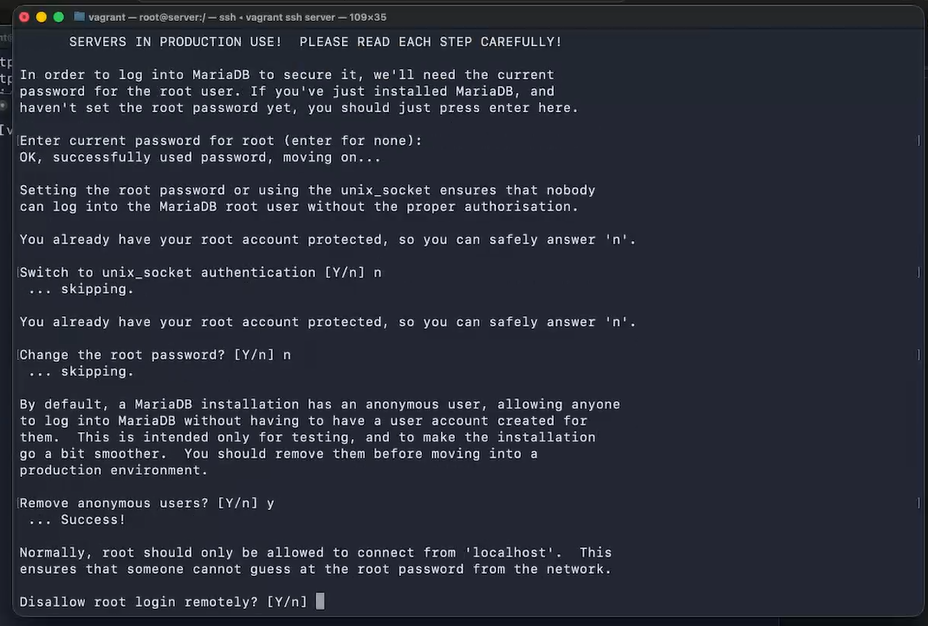 vagrant — root@server:/ — ssh ◂ vagrant ssh server — 109×35
SERVERS IN PRODUCTION USE!  PLEASE READ EACH STEP CAREFULLY!
In order to log into MariaDB to secure it, we'll need the current
password for the root user. If you've just installed MariaDB, and
haven't set the root password yet, you should just press enter here.
Enter current password for root (enter for none):
OK, successfully used password, moving on...
Setting the root password or using the unix_socket ensures that nobody
can log into the MariaDB root user without the proper authorisation.
You already have your root account protected, so you can safely answer 'n'.
Switch to unix_socket authentication [Y/n] n
... skipping.
You already have your root account protected, so you can safely answer 'n'.
Change the root password? [Y/n] n
... skipping.
By default, a MariaDB installation has an anonymous user, allowing anyone
to log into MariaDB without having to have a user account created for
them.  This is intended only for testing, and to make the installation
go a bit smoother.  You should remove them before moving into a
production environment.
Remove anonymous users? [Y/n] y
... Success!
Normally, root should only be allowed to connect from 'localhost'.  This
ensures that someone cannot guess at the root password from the network.
Disallow root login remotely? [Y/n]